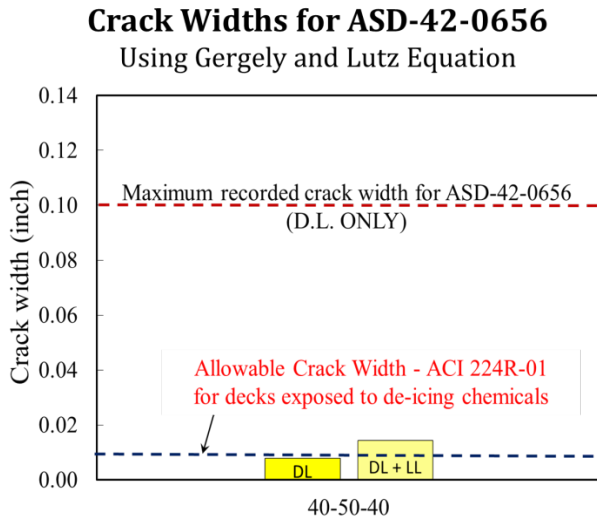 Crack Widths for ASD-42-0656
Using Gergely and Lutz Equation
Crack width (inch)
0.14
0.12
0.10
0.08
0.06
0.04
0.02
0.00
Maximum recorded crack width for ASD-42-0656
(D.L. ONLY)
Allowable Crack Width - ACI 224R-01
for decks exposed to de-icing chemicals
DL
DL + LL
40-50-40